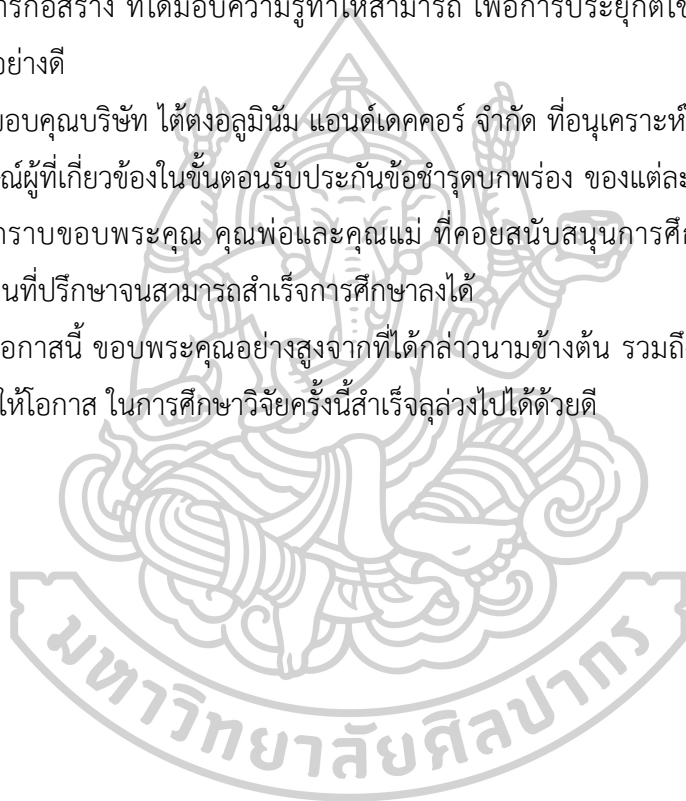 ารก่อสร้าง ที่ได้มอบความรู้ทำให้สามารถ เพื่อการประยุกต์ใช้
อย่างดี
ขอบคุณบริษัท ไต้ตงอลูมินัม แอนด์เดคคอร์ จำกัด ที่อนุเคราะห์
ณ์ผู้ที่เกี่ยวข้องในขั้นตอนรับประกันข้อชำรุดบกพร่อง ของแต่ละ
กราบขอบพระคุณ คุณพ่อและคุณแม่ ที่คอยสนับสนุนการศึ
นที่ปรึกษาจนสามารถสำเร็จการศึกษาลงได้
อกาสนี้ ขอบพระคุณอย่างสูงจากที่ได้กล่าวนามข้างต้น รวมถึ
ให้โอกาส ในการศึกษาวิจัยครั้งนี้สำเร็จลุล่วงไปได้ด้วยดี
มหาวิทยาลัยศิลปากร